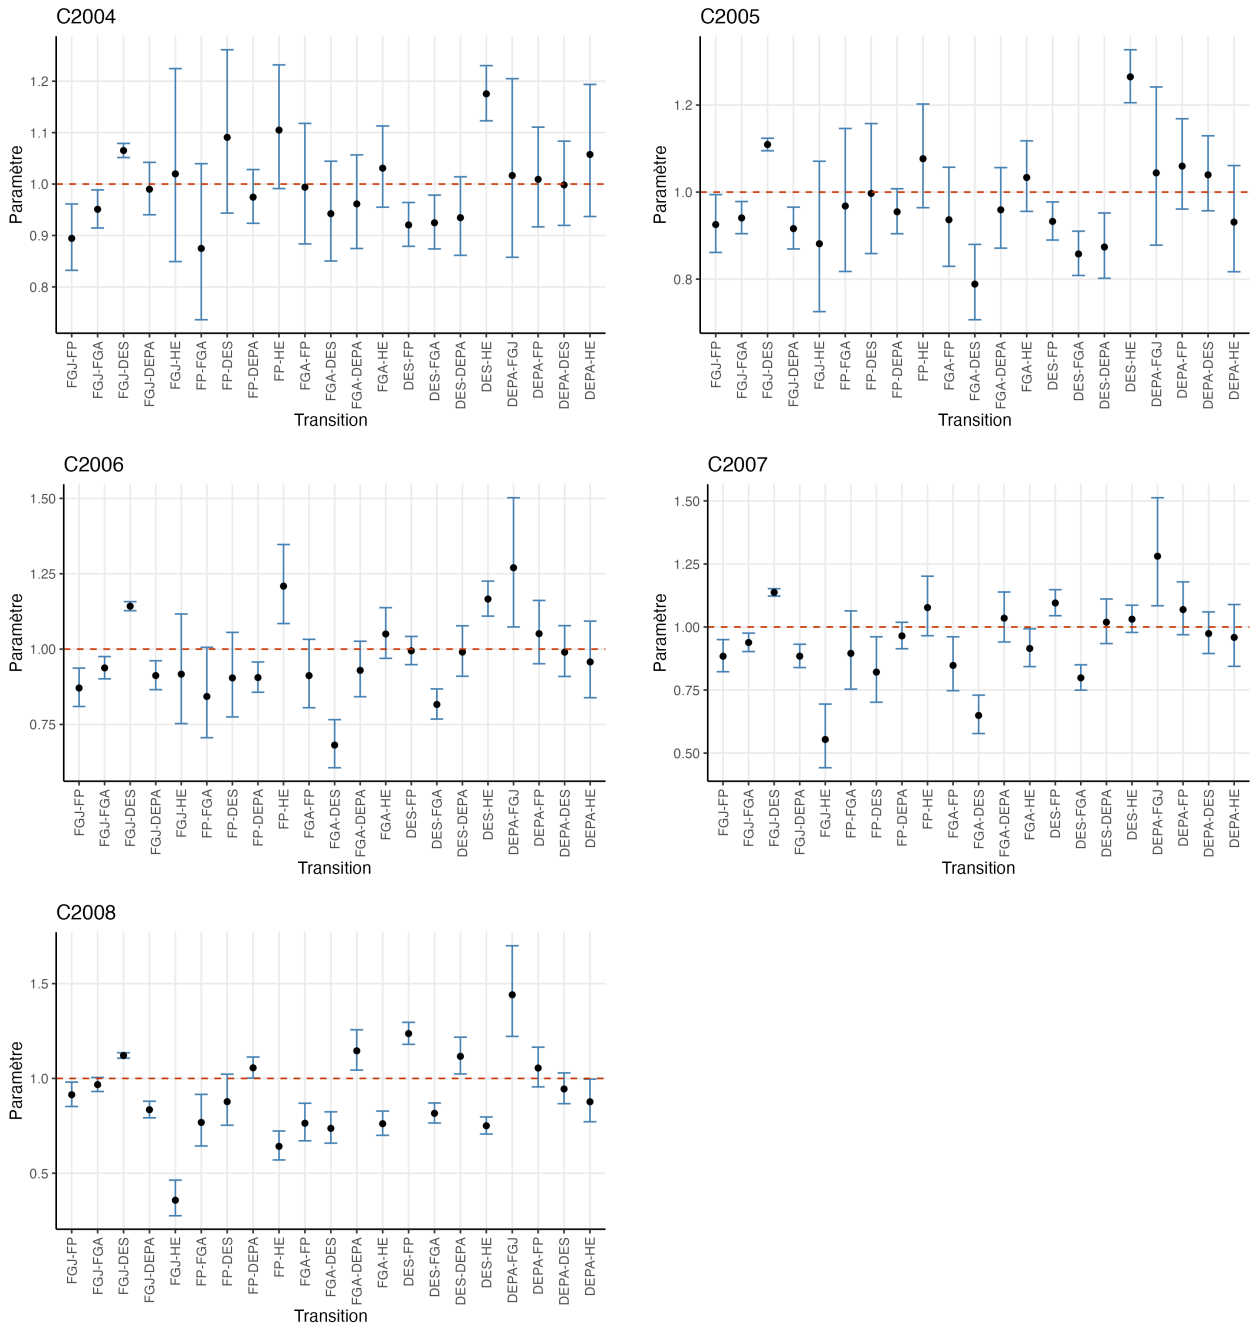 C2004
Paramètre
1.2
1.1
1.0
0.9
0.8
FGJ-FP
FGJ-FGA
FGJ-DES
FGJ-DEPA
FGJ-HE
FP-FGA
FP-DES
FP-DEPA
FP-HE
FGA-FP
FGA-DES
FGA-DEPA
FGA-HE
DES-FP
DES-FGA
DES-DEPA
DES-HE
DEPA-FGJ
DEPA-FP
DEPA-DES
DEPA-HE
Transition
C2005
Paramètre
1.2
1.0
0.8
FGJ-FP
FGJ-FGA
FGJ-DES
FGJ-DEPA
FGJ-HE
FP-FGA
FP-DES
FP-DEPA
FP-HE
FGA-FP
FGA-DES
FGA-DEPA
FGA-HE
DES-FP
DES-FGA
DES-DEPA
DES-HE
DEPA-FGJ
DEPA-FP
DEPA-DES
DEPA-HE
Transition
C2006
Paramètre
1.50
1.25
1.00
0.75
FGJ-FP
FGJ-FGA
FGJ-DES
FGJ-DEPA
FGJ-HE
FP-FGA
FP-DES
FP-DEPA
FP-HE
FGA-FP
FGA-DES
FGA-DEPA
FGA-HE
DES-FP
DES-FGA
DES-DEPA
DES-HE
DEPA-FGJ
DEPA-FP
DEPA-DES
DEPA-HE
Transition
C2007
Paramètre
1.50
1.25
1.00
0.75
0.50
FGJ-FP
FGJ-FGA
FGJ-DES
FGJ-DEPA
FGJ-HE
FP-FGA
FP-DES
FP-DEPA
FP-HE
FGA-FP
FGA-DES
FGA-DEPA
FGA-HE
DES-FP
DES-FGA
DES-DEPA
DES-HE
DEPA-FGJ
DEPA-FP
DEPA-DES
DEPA-HE
Transition
C2008
Paramètre
1.5
1.0
0.5
FGJ-FP
FGJ-FGA
FGJ-DES
FGJ-DEPA
FGJ-HE
FP-FGA
FP-DES
FP-DEPA
FP-HE
FGA-FP
FGA-DES
FGA-DEPA
FGA-HE
DES-FP
DES-FGA
DES-DEPA
DES-HE
DEPA-FGJ
DEPA-FP
DEPA-DES
DEPA-HE
Transition